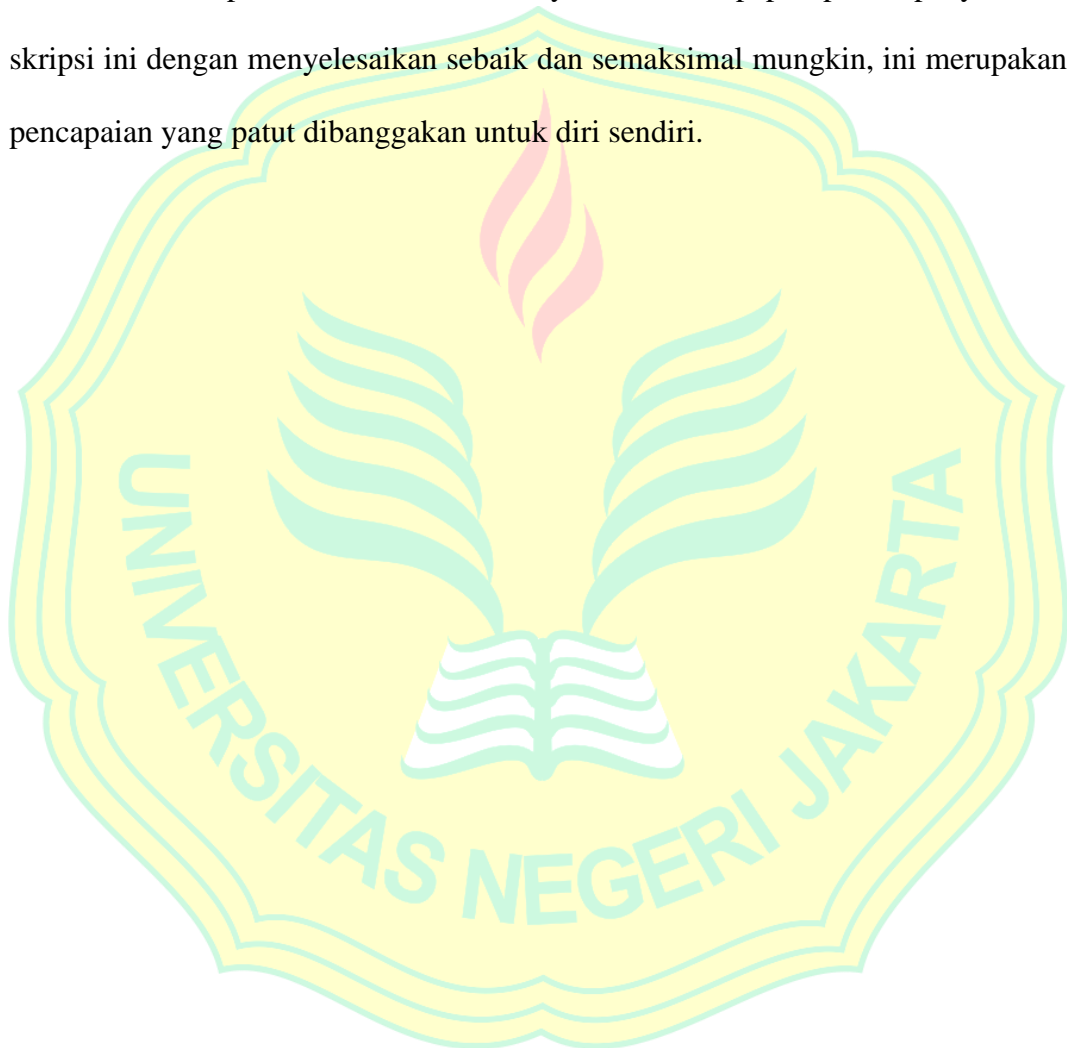 skripsi ini dengan menyelesaikan sebaik dan semaksimal mungkin, ini merupakan
pencapaian yang patut dibanggakan untuk diri sendiri.
UNIVERSITAS NEGERI JAKARTA